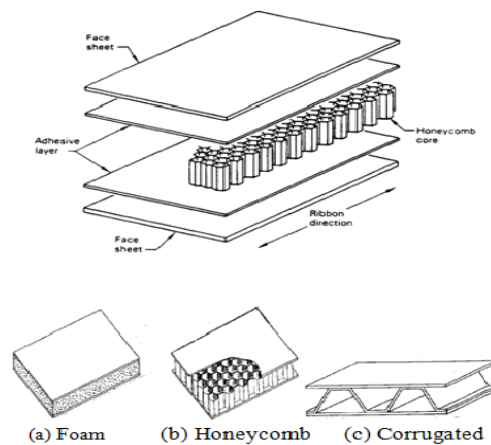 Face
sheet
Adhesive
layer
Honeycomb
core
Ribbon
direction
Face
sheet
(a) Foam
(b) Honeycomb
(c) Corrugated